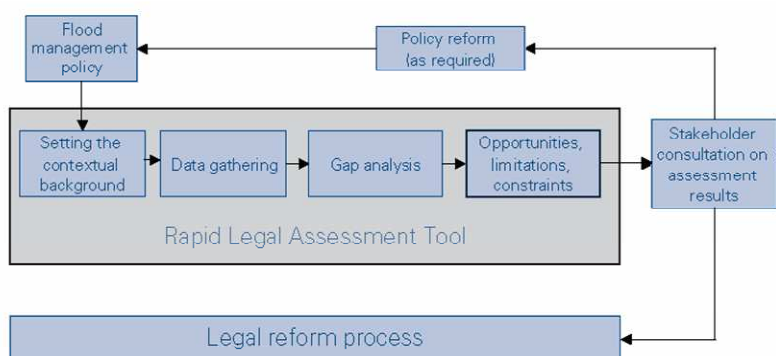 Flood
management
policy
Policy reform
(as required)
Setting the
contextual
background
Data gathering
Gap analysis
Opportunities,
limitations,
constraints
Stakeholder
consultation on
assessment
results
Rapid Legal Assessment Tool
Legal reform process